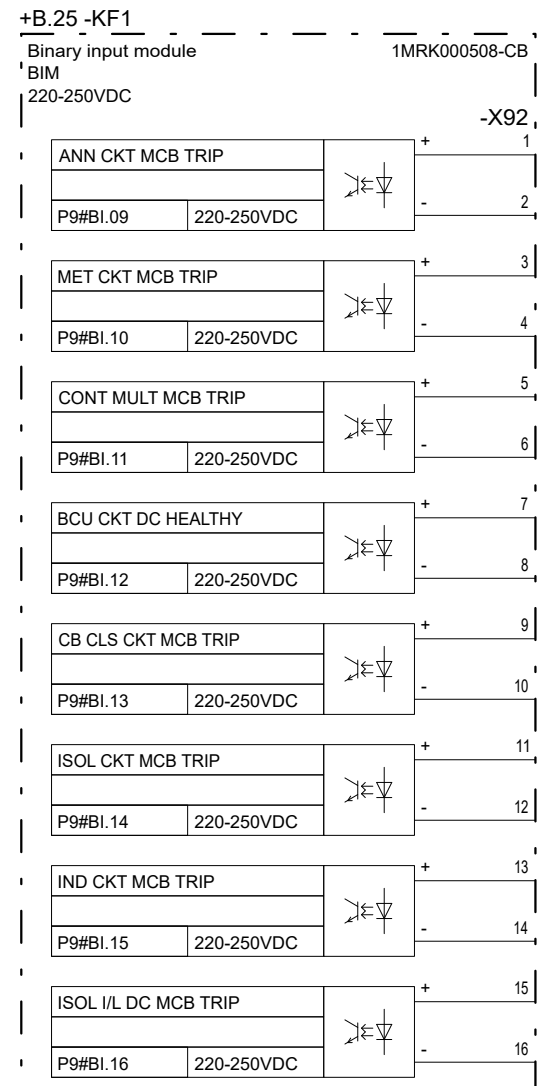 +B.25 -KF1
Binary input module 1MRK000508-CB
BIM
220-250VDC
-X92
+ 1
ANN CKT MCB TRIP
- 2
P9#BI.09 220-250VDC
+ 3
MET CKT MCB TRIP
- 4
P9#BI.10 220-250VDC
+ 5
CONT MULT MCB TRIP
- 6
P9#BI.11 220-250VDC
+ 7
BCU CKT DC HEALTHY
- 8
P9#BI.12 220-250VDC
+ 9
CB CLS CKT MCB TRIP
- 10
P9#BI.13 220-250VDC
+ 11
ISOL CKT MCB TRIP
- 12
P9#BI.14 220-250VDC
+ 13
IND CKT MCB TRIP
- 14
P9#BI.15 220-250VDC
+ 15
ISOL I/L DC MCB TRIP
- 16
P9#BI.16 220-250VDC